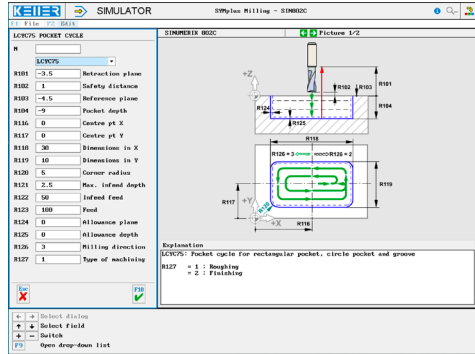 KELLER SIMULATOR SYMplus Milling - SIN802C
F1 File F2 Edit
LCYC75 POCKET CYCLE
N
LCYC75
R101 -3.5 Retraction plane
R102 1 Safety distance
R103 -4.5 Reference plane
R104 -9 Pocket depth
R116 0 Centre pt X
R117 0 Centre pt Y
R118 30 Dimensions in X
R119 10 Dimensions in Y
R120 5 Corner radius
R121 2.5 Max. infeed depth
R122 50 Infeed feed
R123 100 Feed
R124 0 Allowance plane
R125 0 Allowance depth
R126 3 Milling direction
R127 1 Type of machining
Esc F10
← → Select dialog
↑ ↓ Select field
+ - Switch
F9 Open drop-down list
SINUMERIK 802C Picture 1/2
+Z
R102 R103 R101
R124 R104
R125
R118
R126 = 3 R126 = 2
R119
R117 +Y R120
+X R116
Explanation
LCYC75: Pocket cycle for rectangular pocket, circle pocket and groove
R127 = 1 : Roughing
= 2 : Finishing